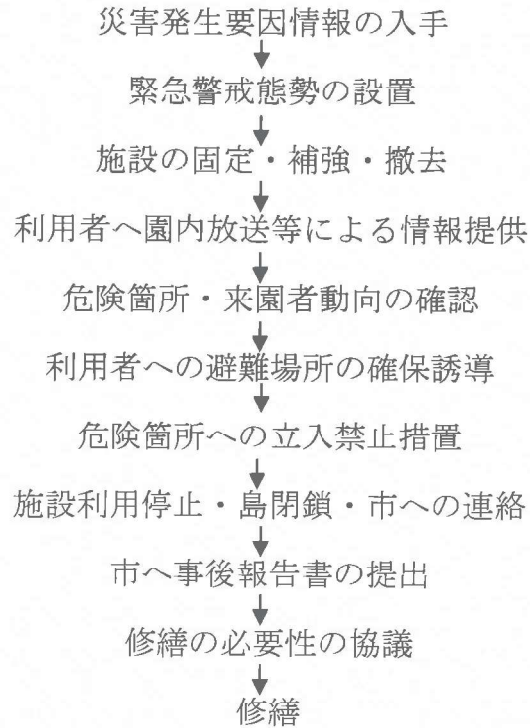 災害発生要因情報の入手
緊急警戒態勢の設置
施設の固定・補強・撤去
利用者へ園内放送等による情報提供
危険箇所・来園者動向の確認
利用者への避難場所の確保誘導
危険箇所への立入禁止措置
施設利用停止・島閉鎖・市への連絡
市へ事後報告書の提出
修繕の必要性の協議
修繕